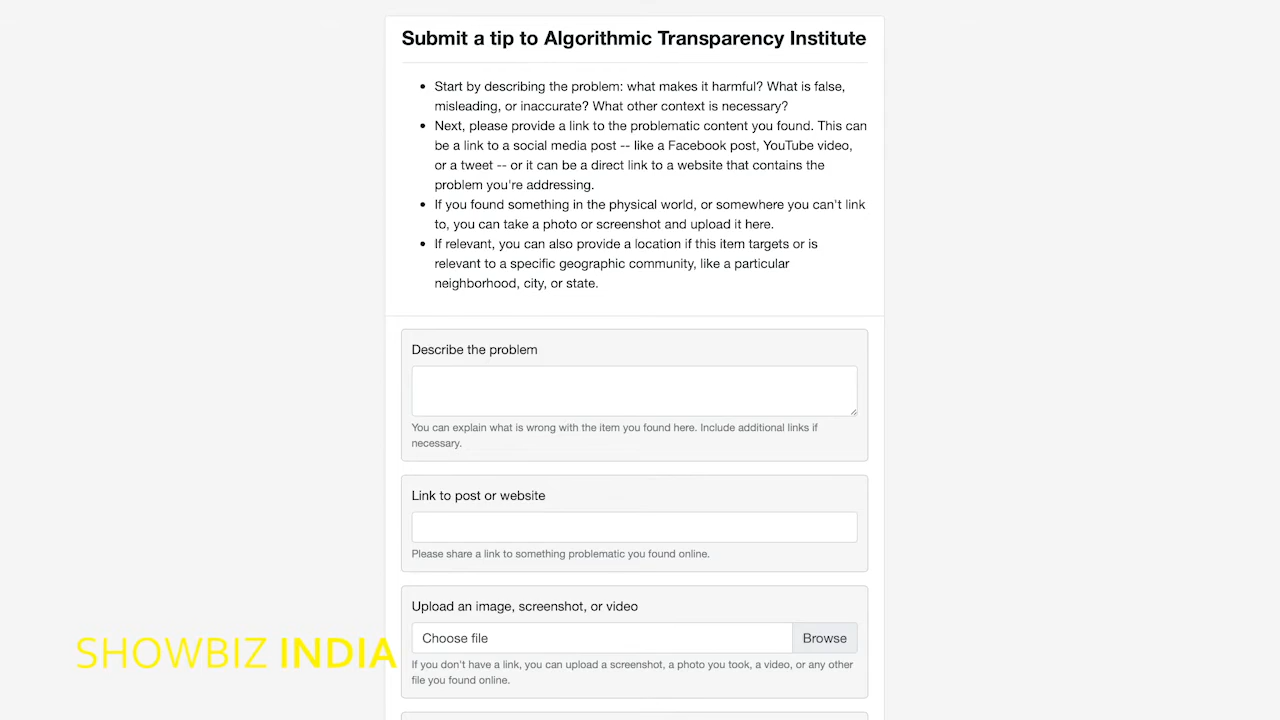 Submit a tip to Algorithmic Transparency Institute
Start by describing the problem: what makes it harmful? What is false,
misleading, or inaccurate? What other context is necessary?
Next, please provide a link to the problematic content you found. This can
be a link to a social media post -- like a Facebook post, YouTube video,
or a tweet -- or it can be a direct link to a website that contains the
problem you're addressing.
If you found something in the physical world, or somewhere you can't link
to, you can take a photo or screenshot and upload it here.
If relevant, you can also provide a location if this item targets or is
relevant to a specific geographic community, like a particular
neighborhood, city, or state.
Describe the problem
You can explain what is wrong with the item you found here. Include additional links if
necessary.
Link to post or website
Please share a link to something problematic you found online.
Upload an image, screenshot, or video
Choose file Browse
SHOWBIZ INDIA
If you don't have a link, you can upload a screenshot, a photo you took, a video, or any other
file you found online.